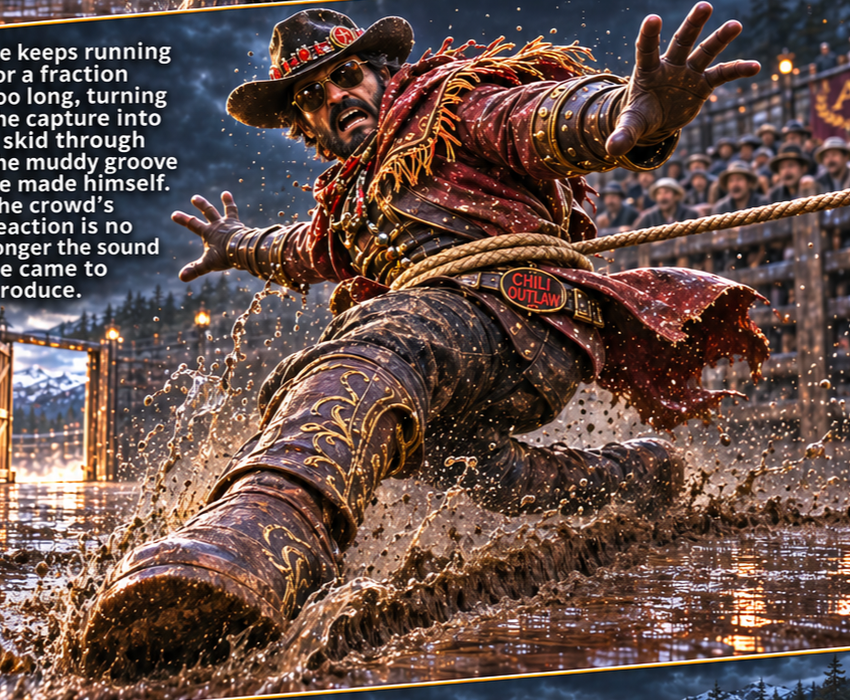 e keeps running
or a fraction
oo long, turning
he capture into
skid through
he muddy groove
e made himself.
he crowd's
eaction is no
onger the sound
e came to
roduce.
CHILI
OUTLAW